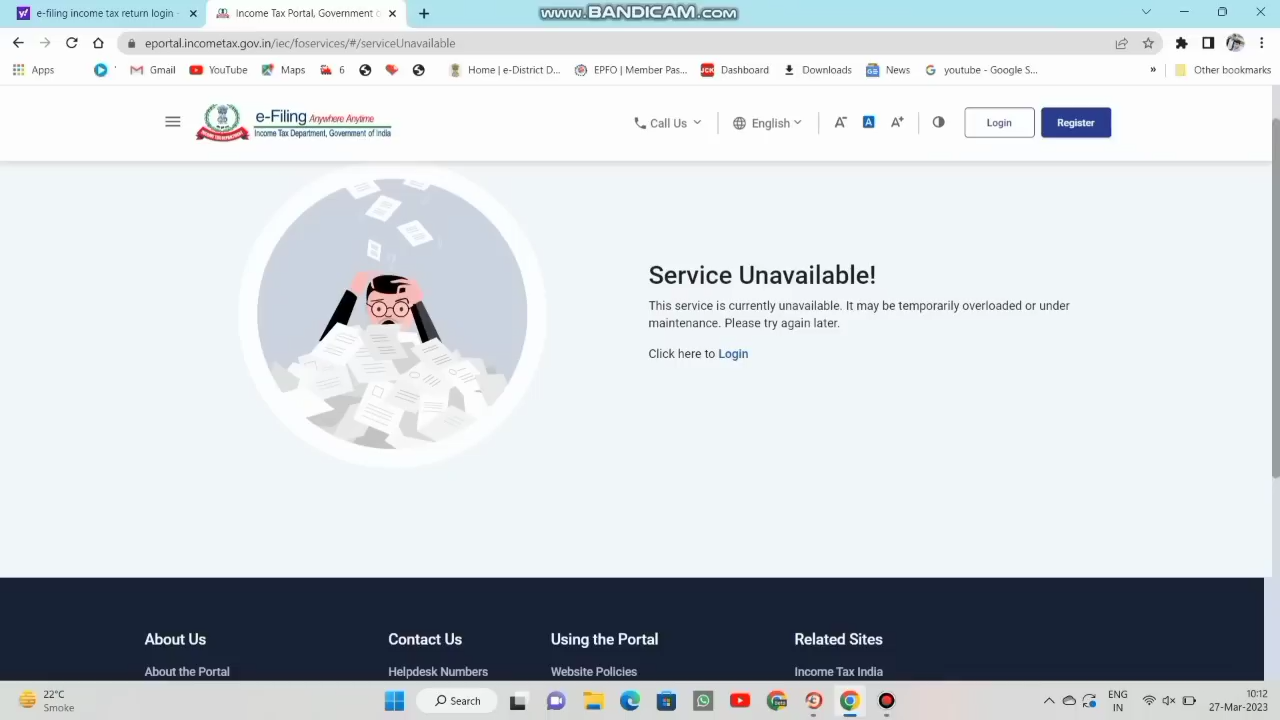 e-filing income tax return login
Income Tax Portal, Government o
www.BANDICAM.com
eportal.incometax.gov.in/iec/foservices/#/serviceUnavailable
Apps
Gmail
YouTube
Maps
6
Home | e-District D...
EPFO | Member Pas...
Dashboard
Downloads
News
youtube - Google S...
»
Other bookmarks
e-Filing Anywhere Anytime
Income Tax Department, Government of India
Call Us
English
A-
A
A+
Login
Register
Service Unavailable!
This service is currently unavailable. It may be temporarily overloaded or under
maintenance. Please try again later.
Click here to Login
About Us
Contact Us
Using the Portal
Related Sites
About the Portal
Helpdesk Numbers
Website Policies
Income Tax India
22°C
Smoke
Search
ENG
IN
10:12
27-Mar-2023